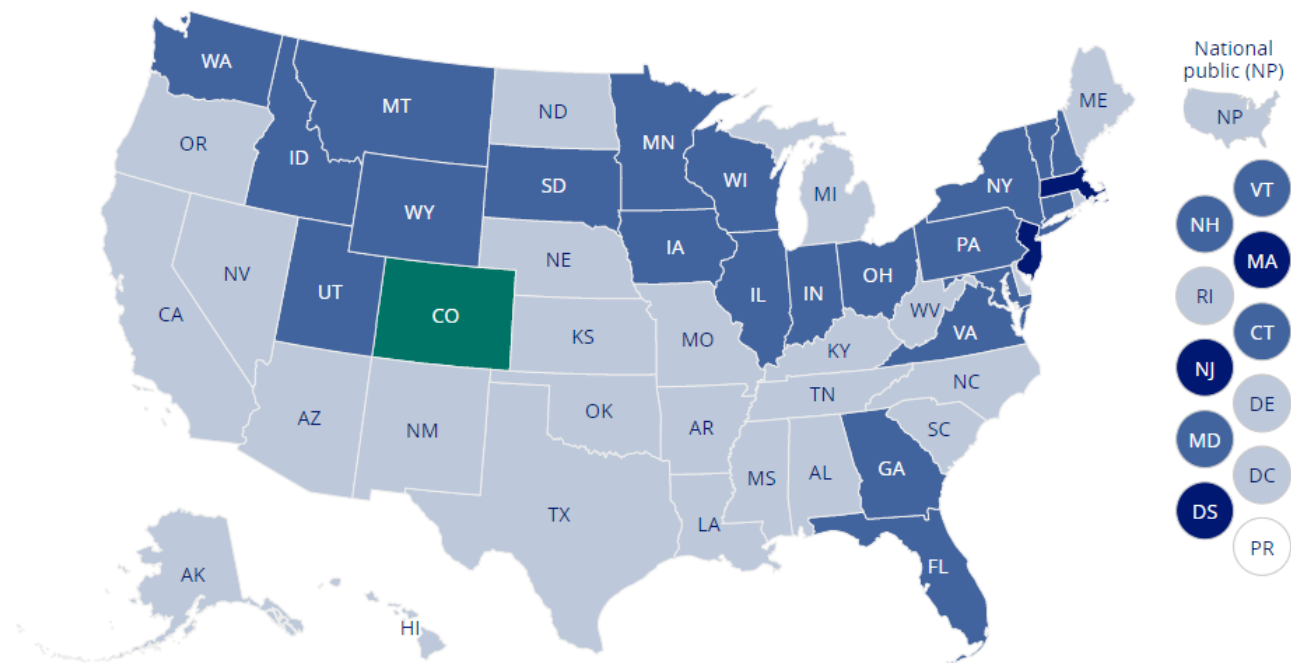 National
public (NP)
NP
WA
MT
ND
MN
ME
OR
ID
SD
WI
MI
NY
VT
WY
NH
IA
PA
MA
NV
NE
OH
UT
IL
IN
RI
CA
CO
WV
KS
MO
KY
VA
CT
NJ
TN
NC
AZ
NM
OK
AR
SC
DE
MD
MS
AL
GA
DC
TX
LA
DS
PR
AK
FL
HI